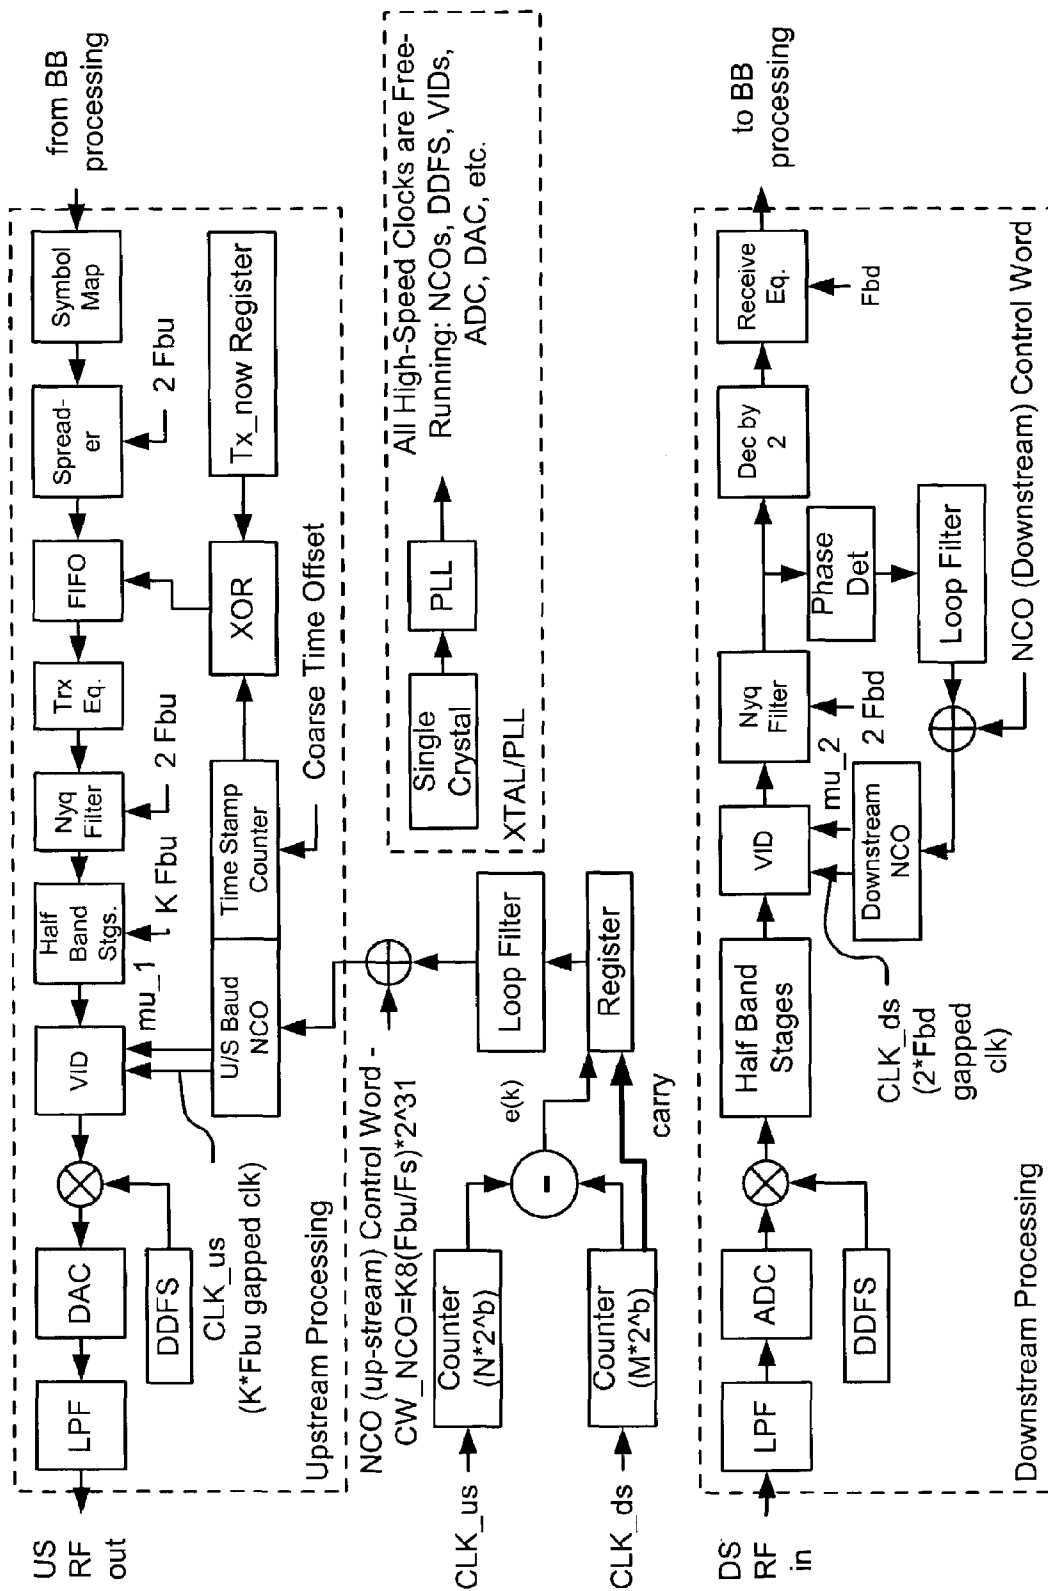 US
RF
out
LPF
DAC
DDFS
VID
Half
Band
Stgs.
Nyq
Filter
Trx
Eq.
FIFO
Spread-
er
Symbol
Map
from BB
processing
CLK_us
(K*Fbu gapped clk)
mu_1
K Fbu
2 Fbu
2 Fbu
U/S Baud
NCO
Time Stamp
Counter
XOR
Tx_now Register
Coarse Time Offset
Upstream Processing
NCO (up-stream) Control Word -
CW_NCO=K8(Fbu/Fs)*2^31
Single
Crystal
PLL
XTAL/PLL
All High-Speed Clocks are Free-
Running: NCOs, DDFS, VIDs,
ADC, DAC, etc.
CLK_us
Counter
(N*2^b)
CLK_ds
Counter
(M*2^b)
-
e(k)
carry
Register
Loop Filter
DS
RF
in
LPF
ADC
DDFS
Half Band
Stages
VID
Nyq
Filter
Dec by
2
Receive
Eq.
to BB
processing
Fbd
mu_2
2 Fbd
Phase
Det
Loop Filter
Downstream
NCO
CLK_ds
(2*Fbd
gapped
clk)
NCO (Downstream) Control Word
Downstream Processing